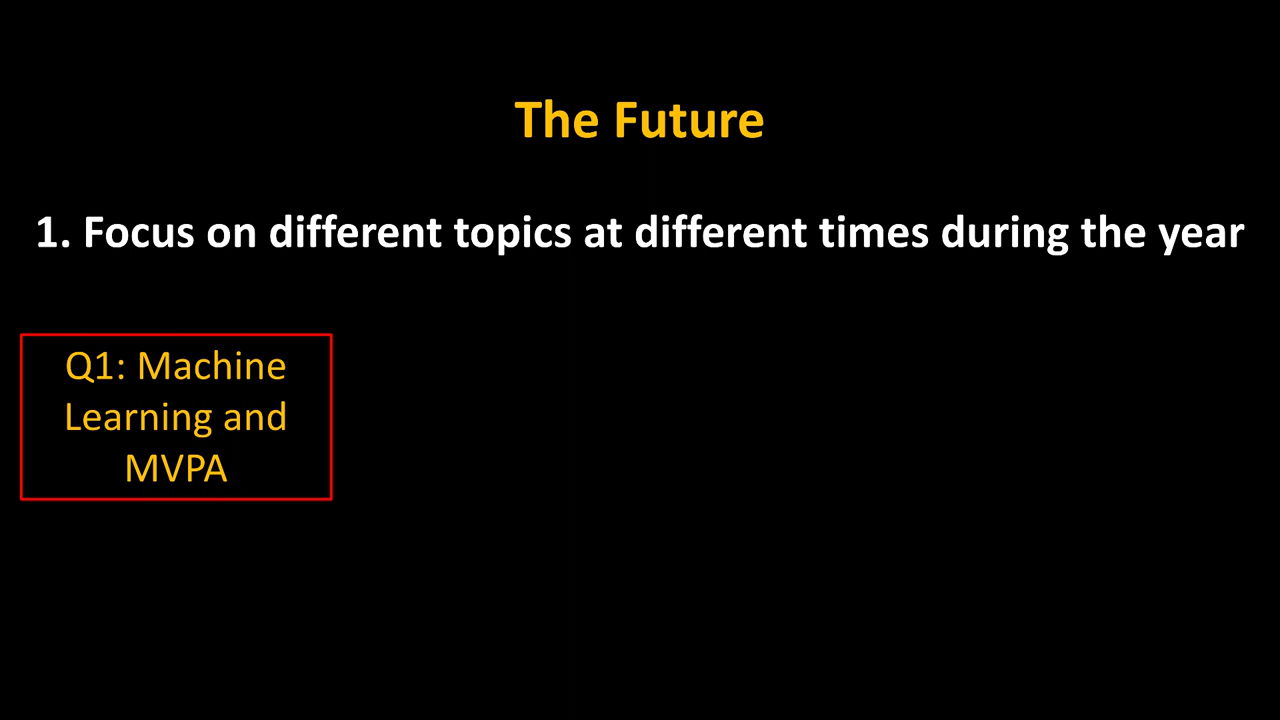 The Future
1. Focus on different topics at different times during the year
Q1: Machine
Learning and
MVPA